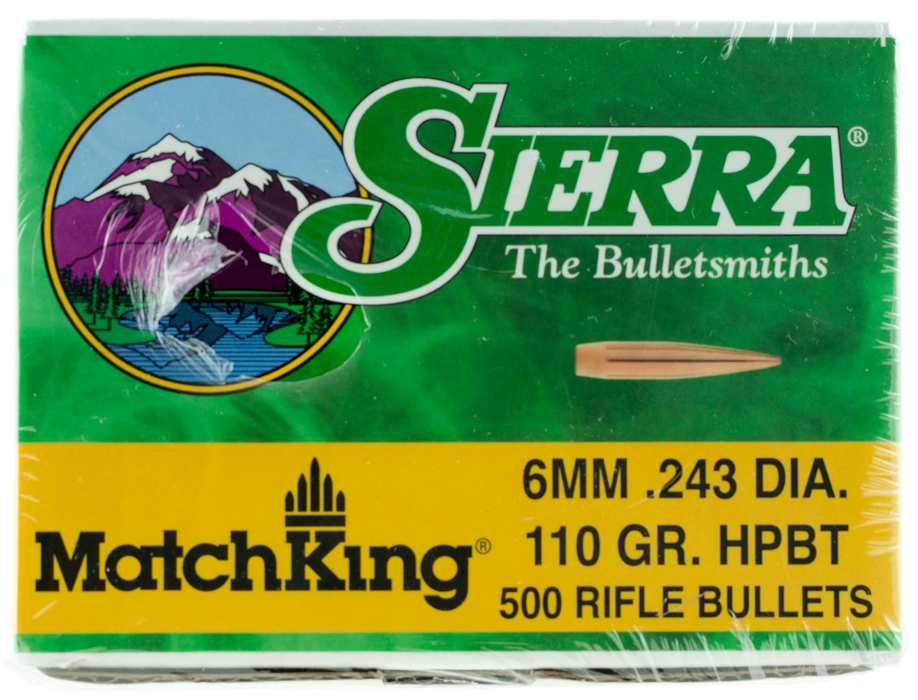 SIERRA®
The Bulletsmiths
6MM .243 DIA.
110 GR. HPBT
500 RIFLE BULLETS
MatchKing®